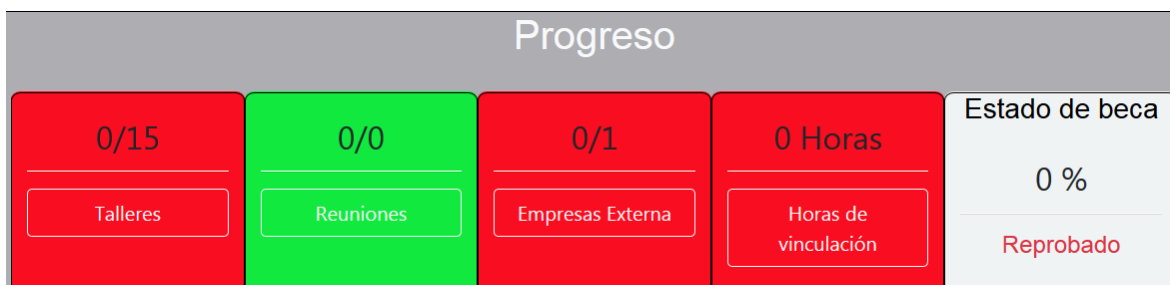 Progreso
0/15
Talleres
0/0
Reuniones
0/1
Empresas Externa
0 Horas
Horas de
vinculación
Estado de beca
0 %
Reprobado